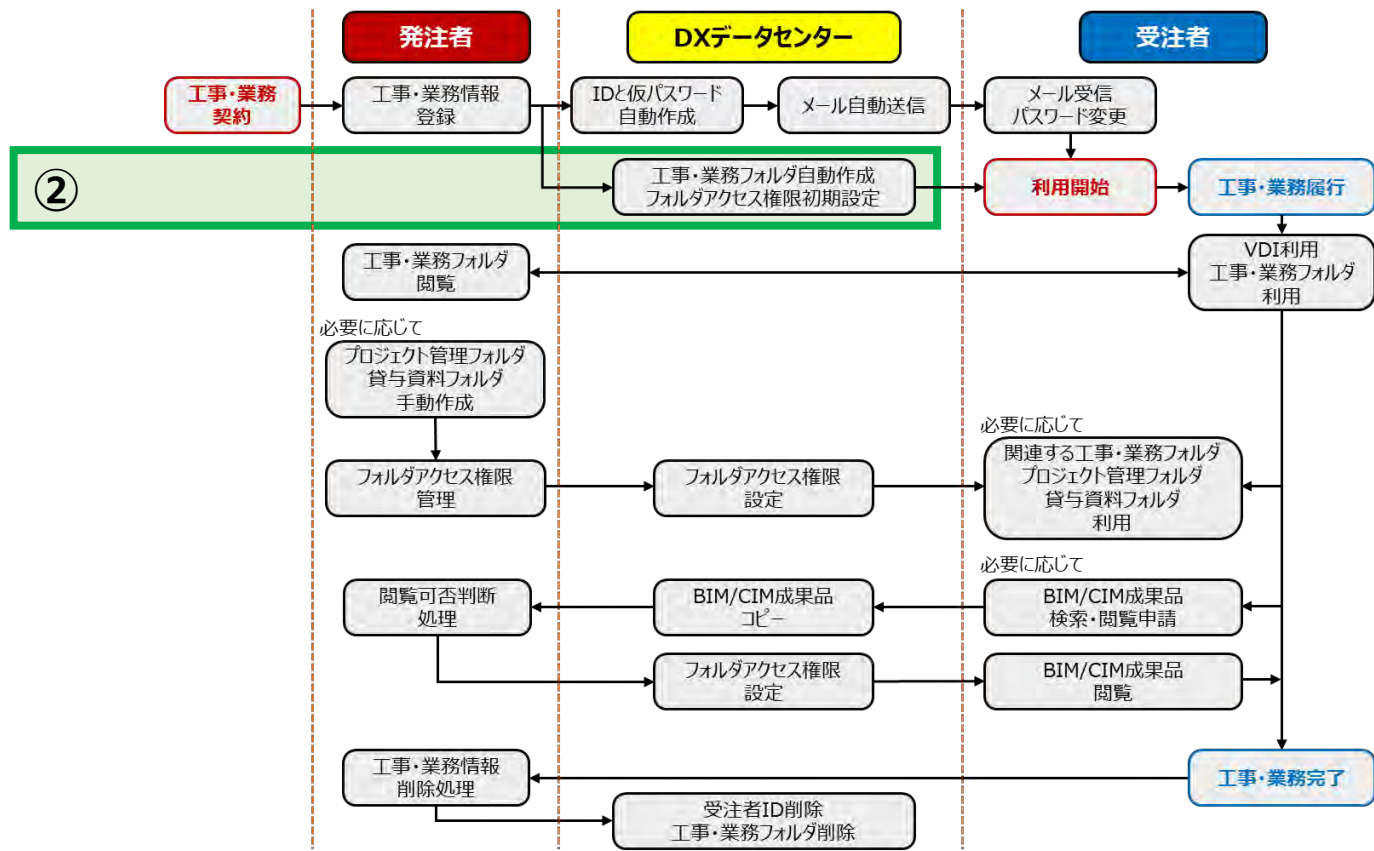 発注者
DXデータセンター
受注者
工事・業務
契約
工事・業務情報
登録
IDと仮パスワード
自動作成
メール自動送信
メール受信
パスワード変更
②
工事・業務フォルダ自動作成
フォルダアクセス権限初期設定
利用開始
工事・業務履行
工事・業務フォルダ
閲覧
VDI利用
工事・業務フォルダ
利用
必要に応じて
プロジェクト管理フォルダ
貸与資料フォルダ
手動作成
フォルダアクセス権限
管理
フォルダアクセス権限
設定
必要に応じて
関連する工事・業務フォルダ
プロジェクト管理フォルダ
貸与資料フォルダ
利用
必要に応じて
閲覧可否判断
処理
BIM/CIM成果品
コピー
BIM/CIM成果品
検索・閲覧申請
フォルダアクセス権限
設定
BIM/CIM成果品
閲覧
工事・業務情報
削除処理
工事・業務完了
受注者ID削除
工事・業務フォルダ削除